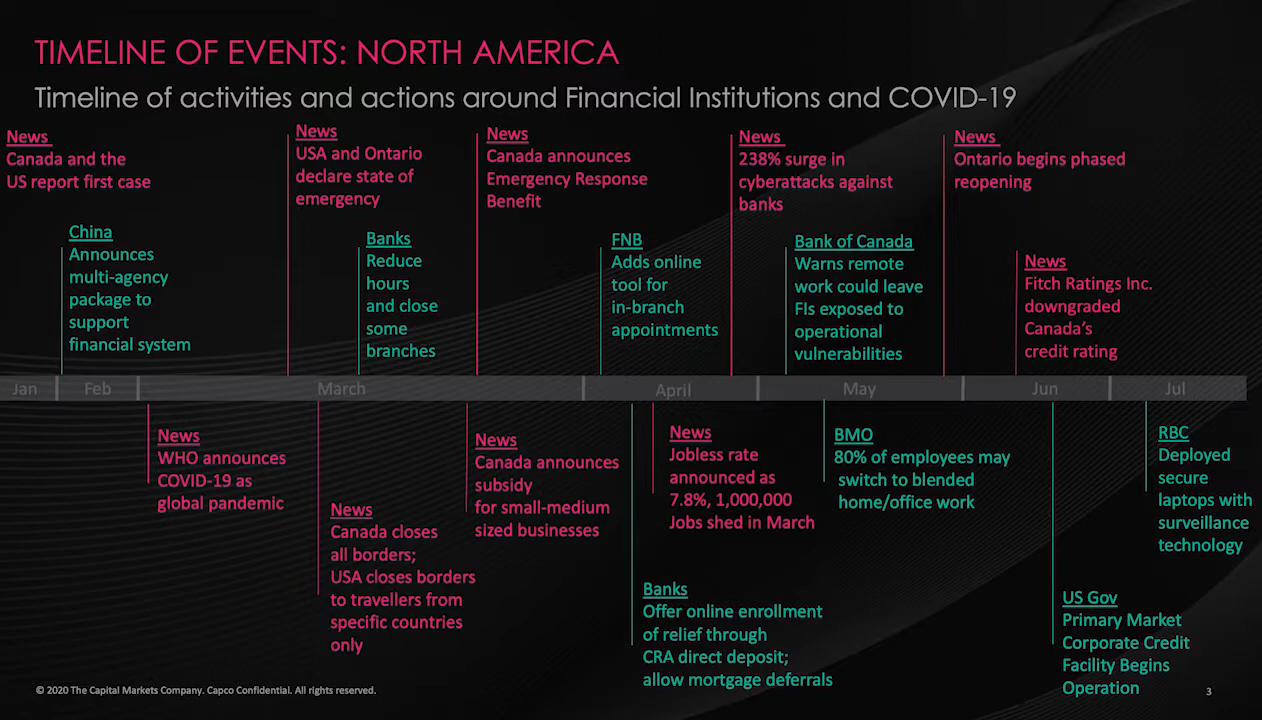 TIMELINE OF EVENTS: NORTH AMERICA
Timeline of activities and actions around Financial Institutions and COVID-19
News
Canada and the
US report first case
News
USA and Ontario
declare state of
emergency
News
Canada announces
Emergency Response
Benefit
News
238% surge in
cyberattacks against
banks
News
Ontario begins phased
reopening
China
Announces
multi-agency
package to
support
financial system
Banks
Reduce
hours
and close
some
branches
FNB
Adds online
tool for
in-branch
appointments
Bank of Canada
Warns remote
work could leave
FIs exposed to
operational
vulnerabilities
News
Fitch Ratings Inc.
downgraded
Canada's
credit rating
Jan Feb March April May Jun Jul
News
WHO announces
COVID-19 as
global pandemic
News
Canada closes
all borders;
USA closes borders
to travellers from
specific countries
only
News
Canada announces
subsidy
for small-medium
sized businesses
News
Jobless rate
announced as
7.8%, 1,000,000
Jobs shed in March
Banks
Offer online enrollment
of relief through
CRA direct deposit;
allow mortgage deferrals
BMO
80% of employees may
switch to blended
home/office work
US Gov
Primary Market
Corporate Credit
Facility Begins
Operation
RBC
Deployed
secure
laptops with
surveillance
technology
© 2020 The Capital Markets Company. Capco Confidential. All rights reserved.
3